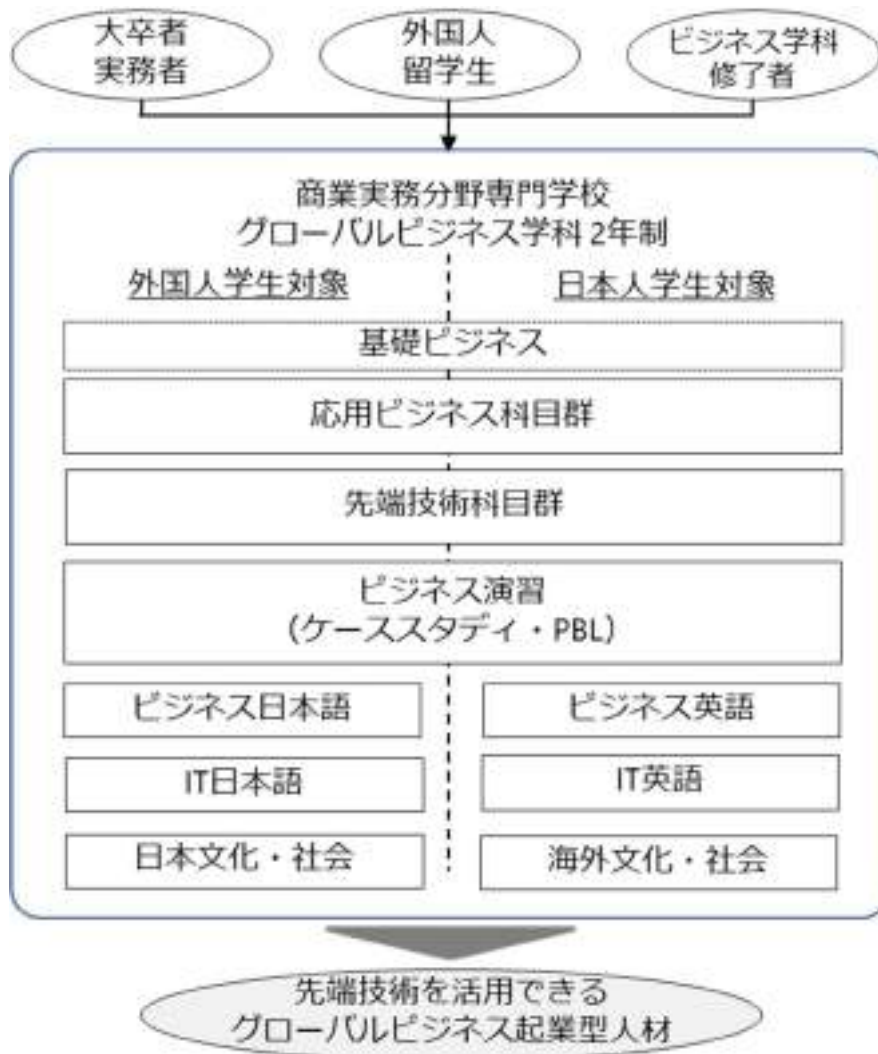 大卒者
実務者
外国人
留学生
ビジネス学科
修了者
商業実務分野専門学校
グローバルビジネス学科 2年制
外国人学生対象
日本人学生対象
基礎ビジネス
応用ビジネス科目群
先端技術科目群
ビジネス演習
(ケーススタディ・PBL)
ビジネス日本語
ビジネス英語
IT日本語
IT英語
日本文化・社会
海外文化・社会
先端技術を活用できる
グローバルビジネス起業型人材